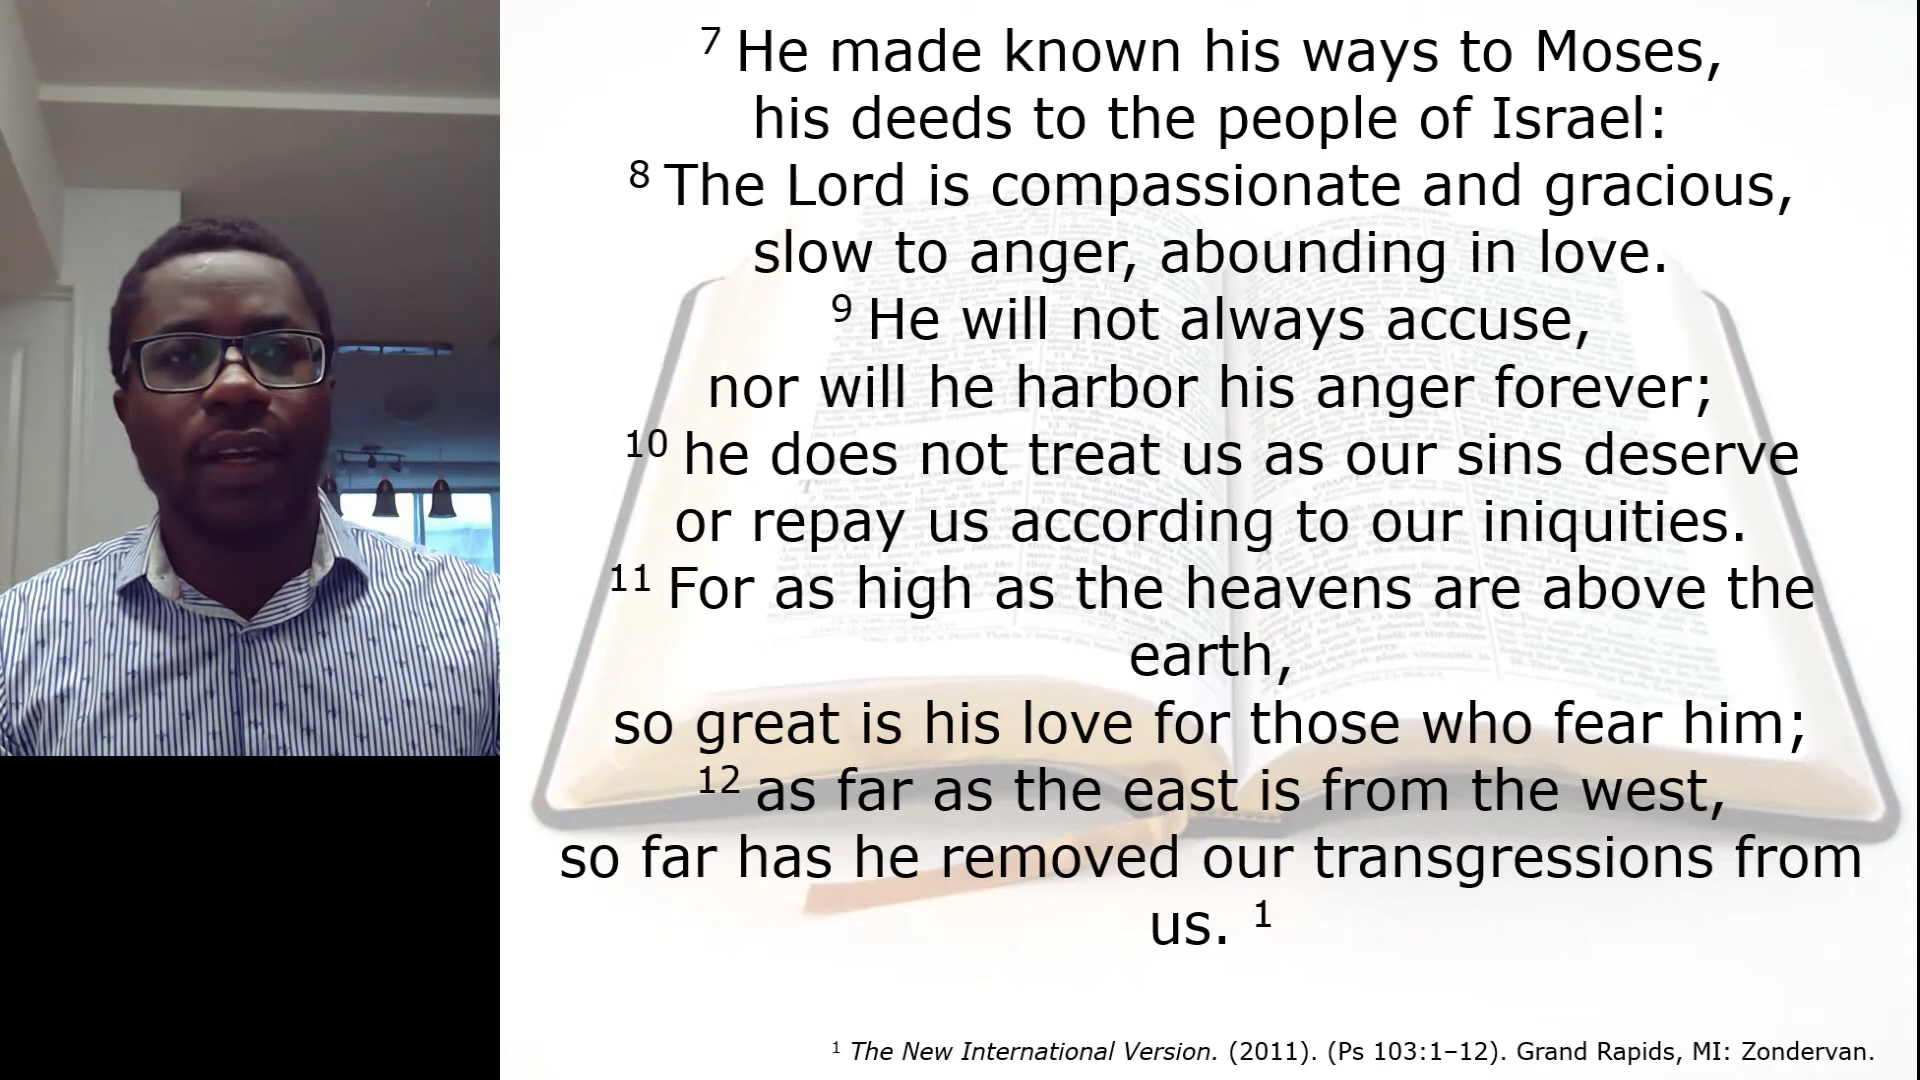 7 He made known his ways to Moses,
his deeds to the people of Israel:
8 The Lord is compassionate and gracious,
slow to anger, abounding in love.
9 He will not always accuse,
nor will he harbor his anger forever;
10 he does not treat us as our sins deserve
or repay us according to our iniquities.
11 For as high as the heavens are above the
earth,
so great is his love for those who fear him;
12 as far as the east is from the west,
so far has he removed our transgressions from
us. 1
1 The New International Version. (2011). (Ps 103:1–12). Grand Rapids, MI: Zondervan.